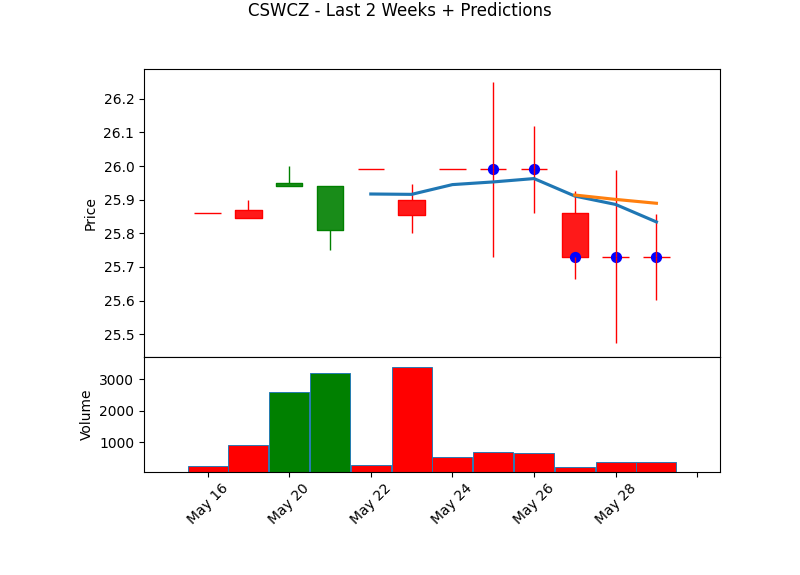 CSWCZ - Last 2 Weeks + Predictions
26.2
26.1
26.0
25.9
25.8
25.7
25.6
25.5
Price
3000
2000
1000
Volume
May 16
May 20
May 22
May 24
May 26
May 28